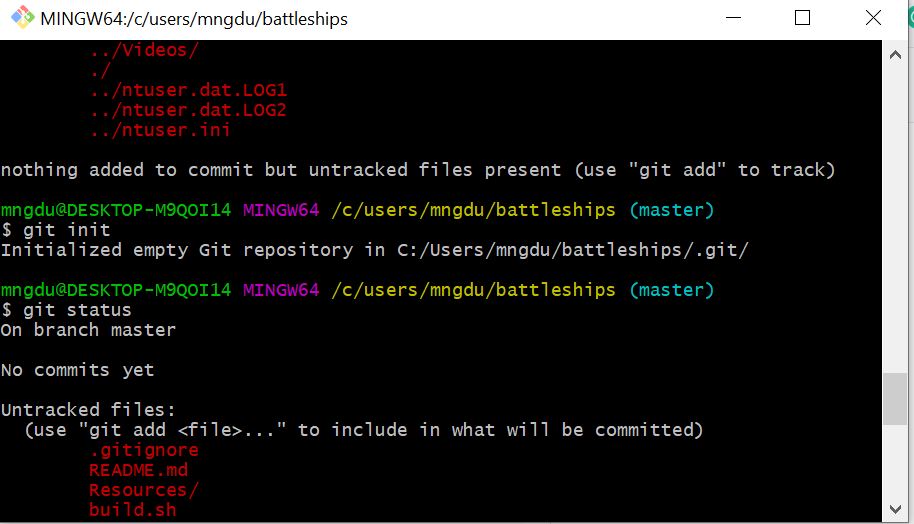 MINGW64:/c/users/mngdu/battleships
../Videos/
./
../ntuser.dat.LOG1
../ntuser.dat.LOG2
../ntuser.ini
nothing added to commit but untracked files present (use "git add" to track)
mngdu@DESKTOP-M9QOI14 MINGW64 /c/users/mngdu/battleships (master)
$ git init
Initialized empty Git repository in C:/Users/mngdu/battleships/.git/
mngdu@DESKTOP-M9QOI14 MINGW64 /c/users/mngdu/battleships (master)
$ git status
On branch master
No commits yet
Untracked files:
(use "git add <file>..." to include in what will be committed)
.gitignore
README.md
Resources/
build.sh